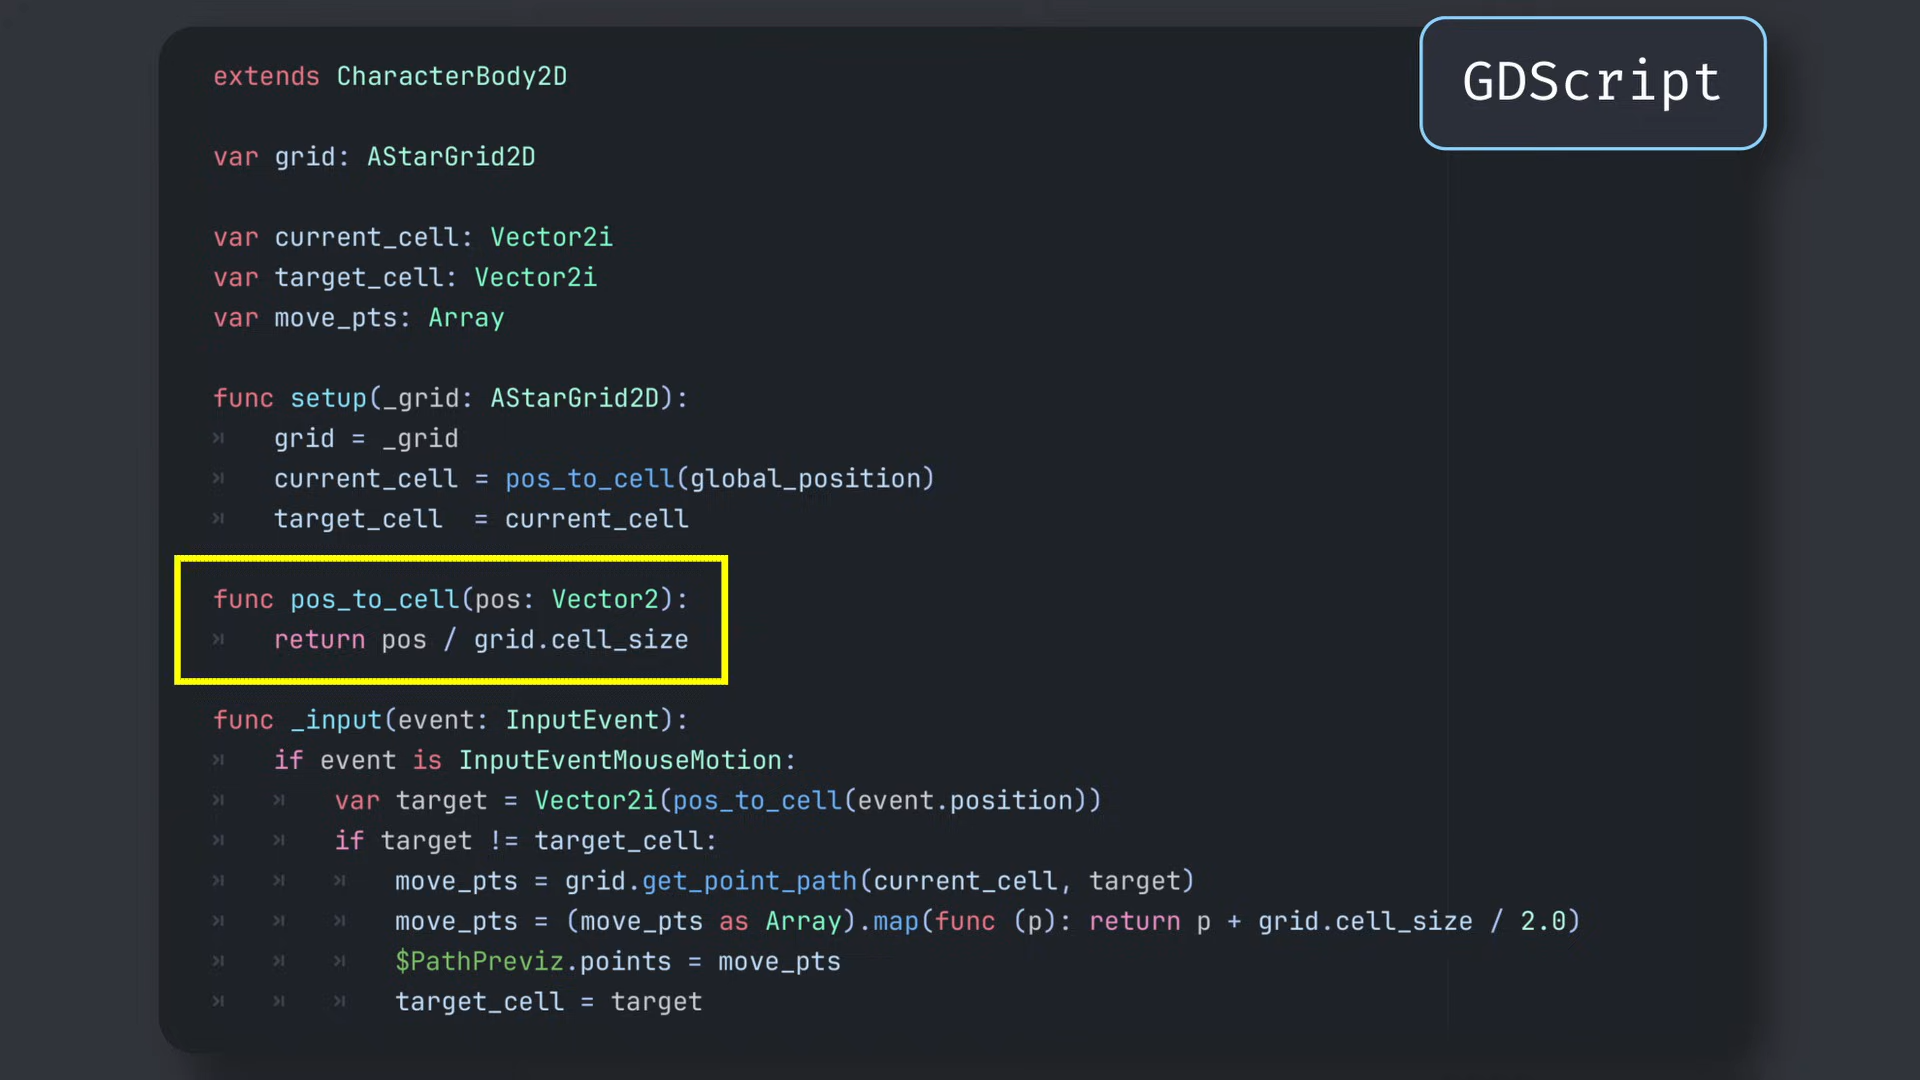 GDScript
extends CharacterBody2D
var grid: AStarGrid2D
var current_cell: Vector2i
var target_cell: Vector2i
var move_pts: Array
func setup(_grid: AStarGrid2D):
grid = _grid
current_cell = pos_to_cell(global_position)
target_cell  = current_cell
func pos_to_cell(pos: Vector2):
return pos / grid.cell_size
func _input(event: InputEvent):
if event is InputEventMouseMotion:
var target = Vector2i(pos_to_cell(event.position))
if target != target_cell:
move_pts = grid.get_point_path(current_cell, target)
move_pts = (move_pts as Array).map(func (p): return p + grid.cell_size / 2.0)
$PathPreviz.points = move_pts
target_cell = target